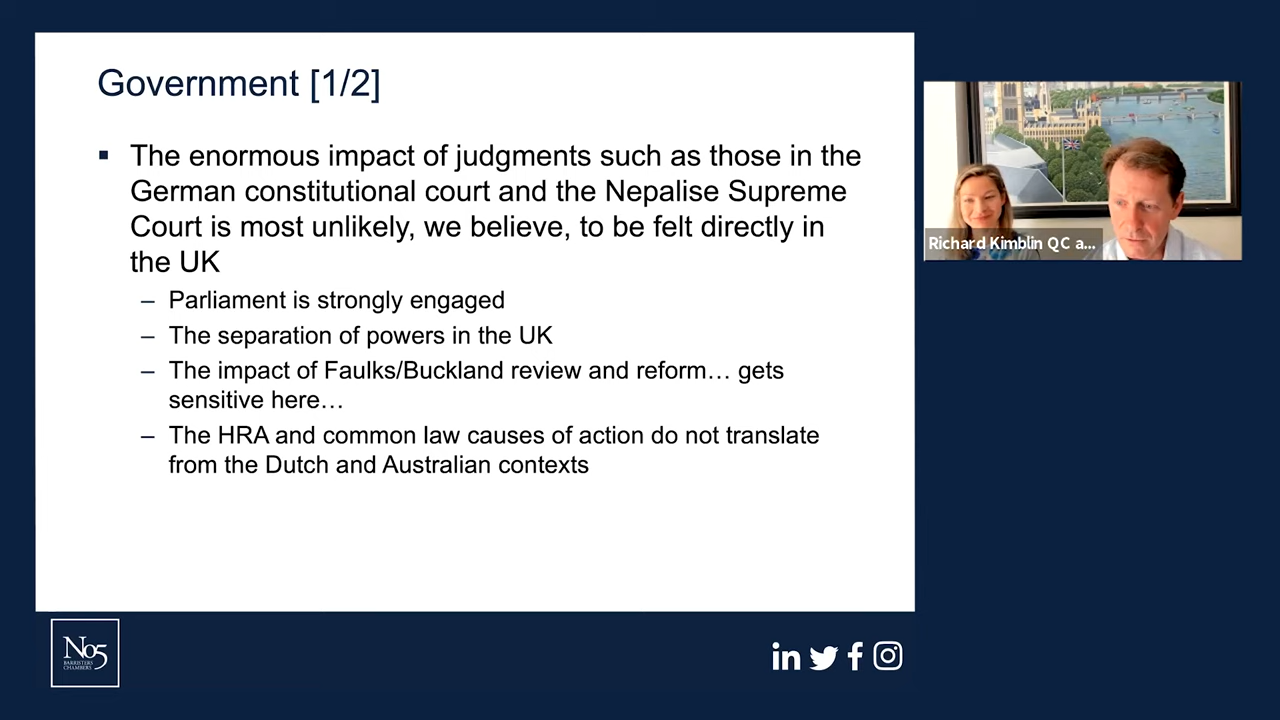 Government [1/2]
▪ The enormous impact of judgments such as those in the
German constitutional court and the Nepalise Supreme
Court is most unlikely, we believe, to be felt directly in
the UK
– Parliament is strongly engaged
– The separation of powers in the UK
– The impact of Faulks/Buckland review and reform… gets
sensitive here…
– The HRA and common law causes of action do not translate
from the Dutch and Australian contexts
Richard Kimblin QC a...
No5
BARRISTERS
CHAMBERS